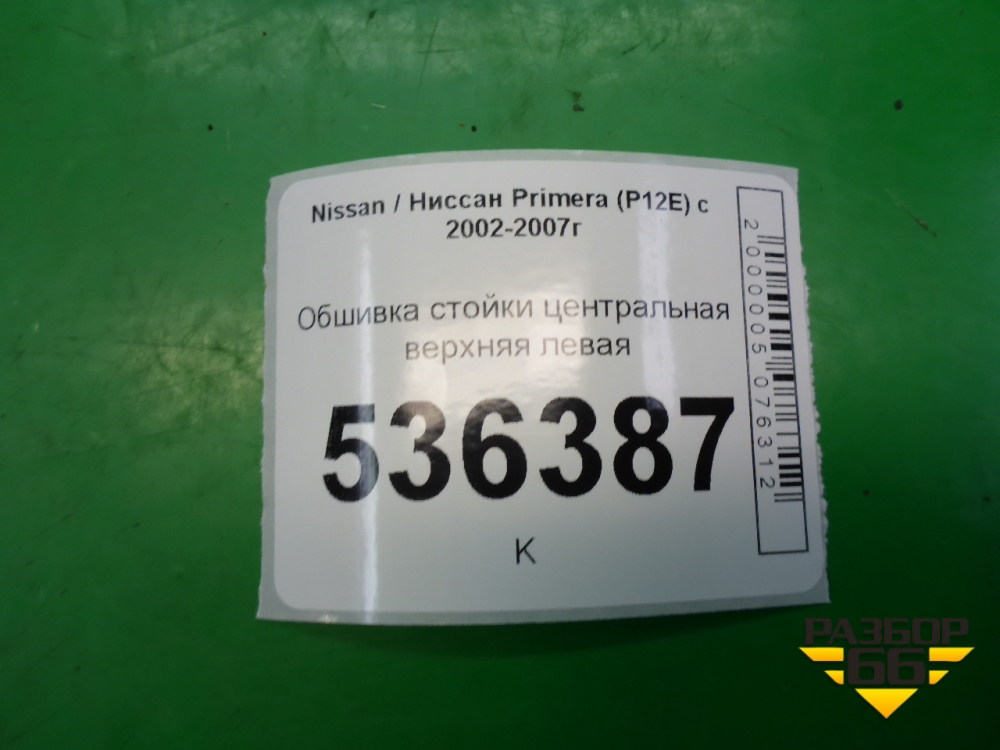 Nissan / Ниссан Primera (P12E) с
2002-2007г
Обшивка стойки центральная
верхняя левая
536387
К
2000005076312
РАЗБОР
66